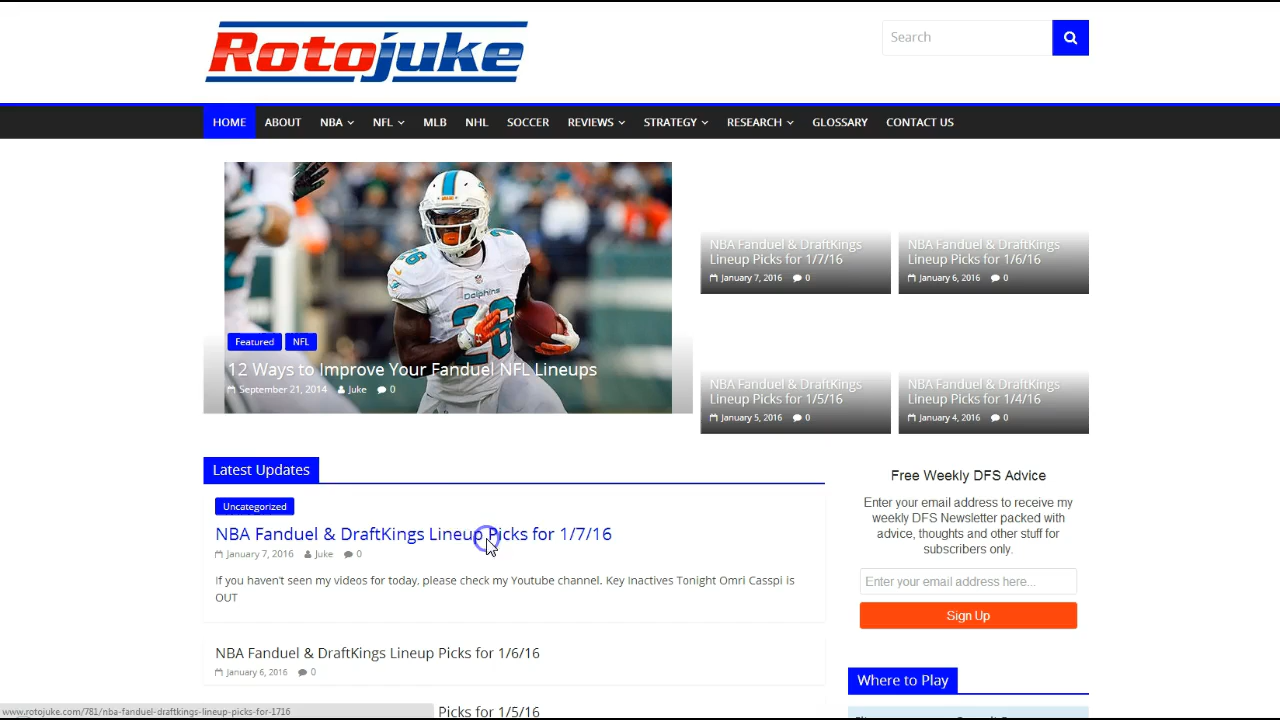 Rotojuke
Search
HOME ABOUT NBA NFL MLB NHL SOCCER REVIEWS STRATEGY RESEARCH GLOSSARY CONTACT US
26
Dolphins
26
Featured NFL
12 Ways to Improve Your Fanduel NFL Lineups
September 21, 2014 Juke 0
NBA Fanduel & DraftKings
Lineup Picks for 1/7/16
January 7, 2016 0
NBA Fanduel & DraftKings
Lineup Picks for 1/6/16
January 6, 2016 0
NBA Fanduel & DraftKings
Lineup Picks for 1/5/16
January 5, 2016 0
NBA Fanduel & DraftKings
Lineup Picks for 1/4/16
January 4, 2016 0
Latest Updates
Uncategorized
NBA Fanduel & DraftKings Lineup Picks for 1/7/16
January 7, 2016 Juke 0
If you haven't seen my videos for today, please check my Youtube channel. Key Inactives Tonight Omri Casspi is
OUT
NBA Fanduel & DraftKings Lineup Picks for 1/6/16
January 6, 2016 0
Picks for 1/5/16
Free Weekly DFS Advice
Enter your email address to receive my
weekly DFS Newsletter packed with
advice, thoughts and other stuff for
subscribers only.
Enter your email address here...
Sign Up
Where to Play
www.rotojuke.com/781/nba-fanduel-draftkings-lineup-picks-for-1716